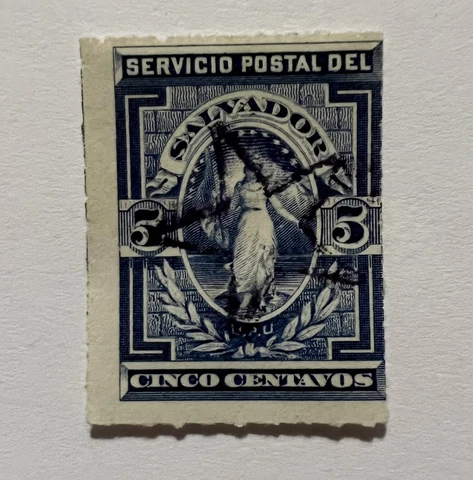 SERVICIO POSTAL DEL
SALVADOR
5 5
CINCO CENTAVOS